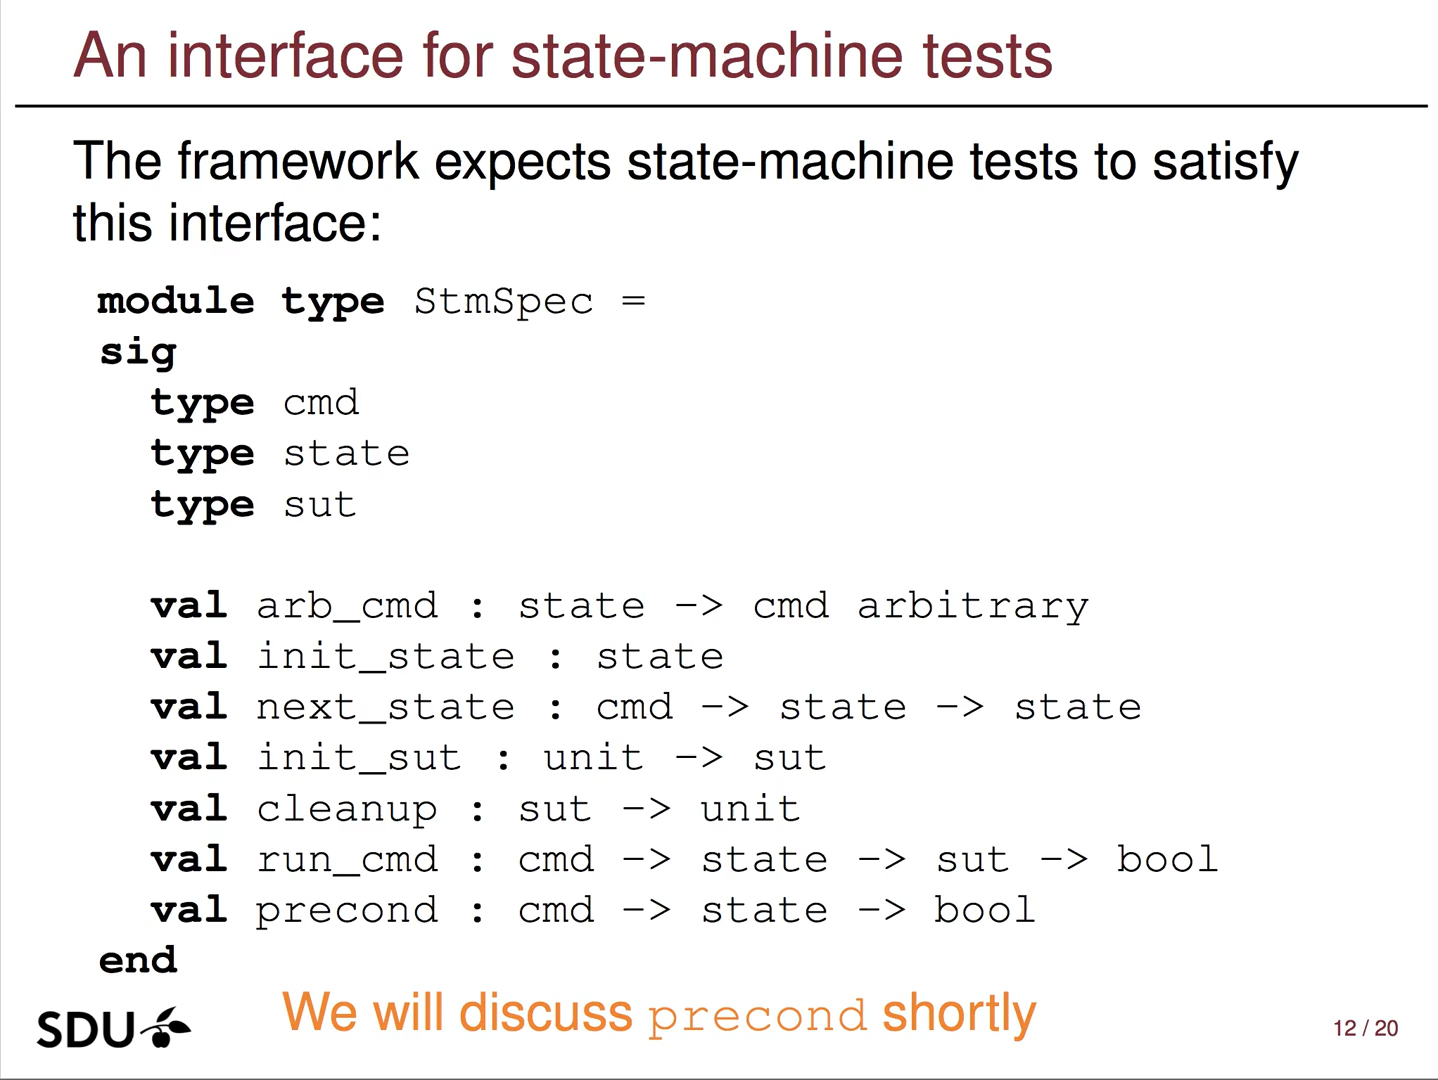 An interface for state-machine tests
The framework expects state-machine tests to satisfy
this interface:
module type StmSpec =
sig
type cmd
type state
type sut
val arb_cmd : state -> cmd arbitrary
val init_state : state
val next_state : cmd -> state -> state
val init_sut : unit -> sut
val cleanup : sut -> unit
val run_cmd : cmd -> state -> sut -> bool
val precond : cmd -> state -> bool
end
We will discuss precond shortly
SDU
12 / 20